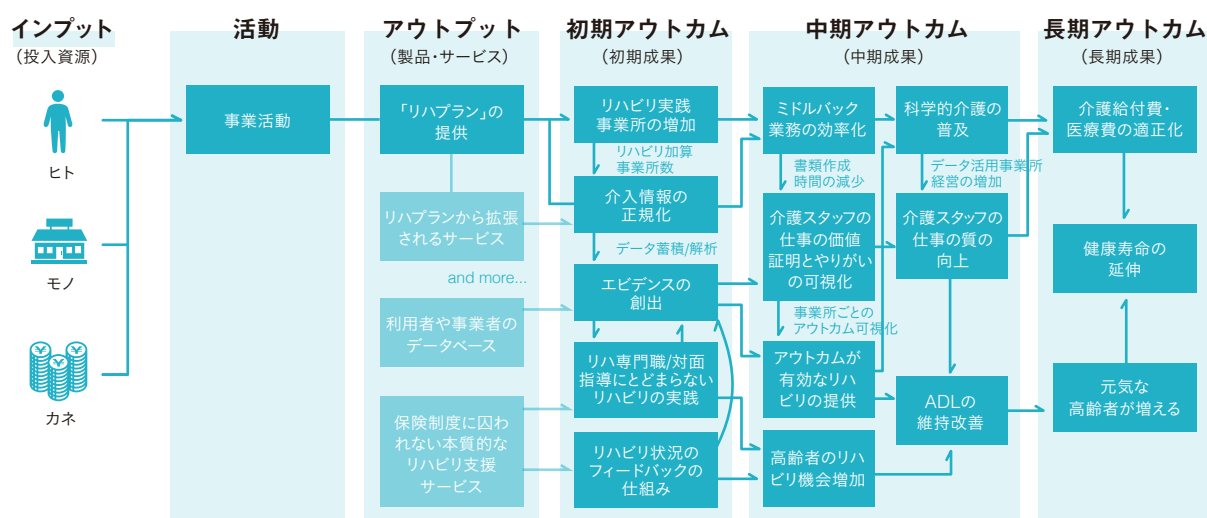 インプット
（投入資源）
ヒト
モノ
カネ
活動
事業活動
アウトプット
（製品・サービス）
「リハプラン」の
提供
リハプランから拡張
されるサービス
and more...
利用者や事業者の
データベース
保険制度に囚わ
れない本質的な
リハビリ支援
サービス
初期アウトカム
（初期成果）
リハビリ実践
事業所の増加
リハビリ加算
事業所数
介入情報の
正規化
データ蓄積/解析
エビデンスの
創出
リハ専門職/対面
指導にとどまらない
リハビリの実践
リハビリ状況の
フィードバックの
仕組み
中期アウトカム
（中期成果）
ミドルバック
業務の効率化
書類作成
時間の減少
介護スタッフの
仕事の価値
証明とやりがい
の可視化
事業所ごとの
アウトカム可視化
アウトカムが
有効なリハ
ビリの提供
高齢者のリハ
ビリ機会増加
科学的介護の
普及
データ活用事業所
経営の増加
介護スタッフの
仕事の質の
向上
ADLの
維持改善
長期アウトカム
（長期成果）
介護給付費・
医療費の適正化
健康寿命の
延伸
元気な
高齢者が増える